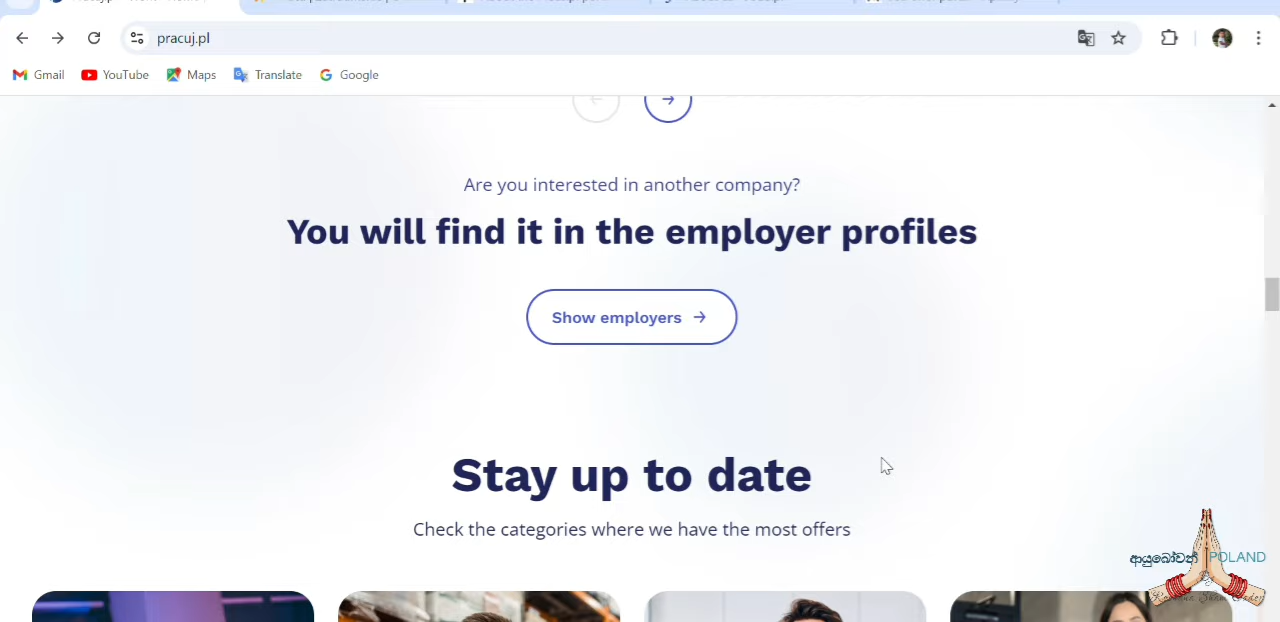 pracuj.pl
Gmail
YouTube
Maps
Translate
Google
Are you interested in another company?
You will find it in the employer profiles
Show employers
Stay up to date
Check the categories where we have the most offers
ආයුබෝවන් POLAND